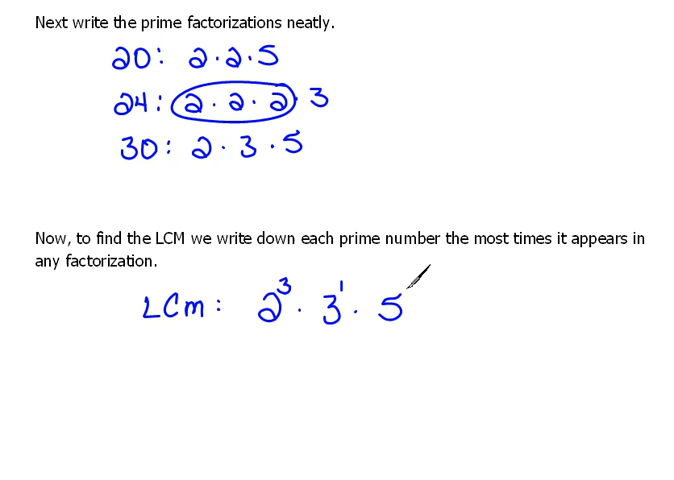 Next write the prime factorizations neatly.
20: 2·2·5
24: 2·2·2·3
30: 2·3·5
Now, to find the LCM we write down each prime number the most times it appears in
any factorization.
LCm: 2³·3¹·5